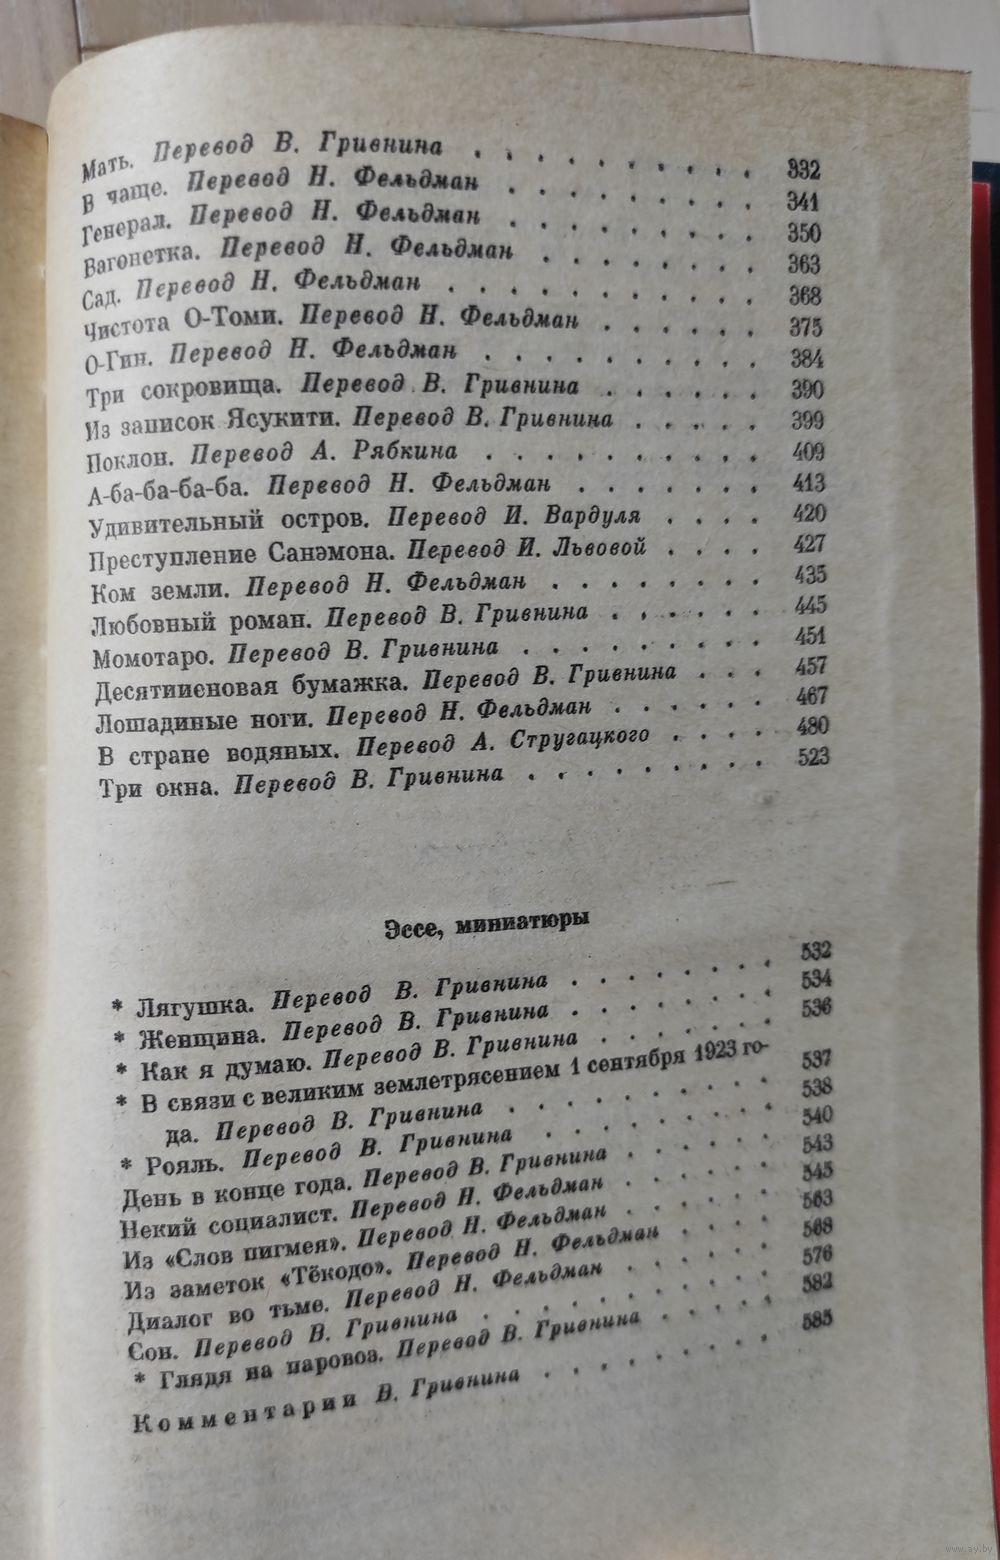 Мать. Перевод В. Гривнина . . . . . . . . . . 332
В чаще. Перевод Н. Фельдман . . . . . . . . . 341
Генерал. Перевод Н. Фельдман . . . . . . . . . 350
Вагонетка. Перевод Н. Фельдман . . . . . . . . 363
Сад. Перевод Н. Фельдман . . . . . . . . . . . 368
Чистота О-Томи. Перевод Н. Фельдман . . . . . . 375
О-Гин. Перевод Н. Фельдман . . . . . . . . . . 384
Три сокровища. Перевод В. Гривнина . . . . . . 390
Из записок Ясукити. Перевод В. Гривнина . . . . . 399
Поклон. Перевод А. Рябкина . . . . . . . . . . 409
А-ба-ба-ба-ба. Перевод Н. Фельдман . . . . . . . 413
Удивительный остров. Перевод И. Вардуля . . . . 420
Преступление Санэмона. Перевод И. Львовой . . . . 427
Ком земли. Перевод Н. Фельдман . . . . . . . . 435
Любовный роман. Перевод В. Гривнина . . . . . . 445
Момотаро. Перевод В. Гривнина . . . . . . . . . 451
Десятииеновая бумажка. Перевод В. Гривнина . . . 457
Лошадиные ноги. Перевод Н. Фельдман . . . . . . 467
В стране водяных. Перевод А. Стругацкого . . . . 480
Три окна. Перевод В. Гривнина . . . . . . . . . 523
Эссе, миниатюры
* Лягушка. Перевод В. Гривнина . . . . . . . 532
* Женщина. Перевод В. Гривнина . . . . . . . 534
* Как я думаю. Перевод В. Гривнина . . . . . . 536
* В связи с великим землетрясением 1 сентября 1923 го-
да. Перевод В. Гривнина . . . . . . . . . 537
* Рояль. Перевод В. Гривнина . . . . . . . . 538
День в конце года. Перевод В. Гривнина . . . . . 540
Некий социалист. Перевод Н. Фельдман . . . . . 543
Из «Слов пигмея». Перевод Н. Фельдман . . . . . 545
Из заметок «Тёкодо». Перевод Н. Фельдман . . . . 563
Диалог во тьме. Перевод Н. Фельдман . . . . . 568
Сон. Перевод В. Гривнина . . . . . . . . . . 576
* Глядя на паровоз. Перевод В. Гривнина . . . . 582
Комментарии В. Гривнина . . . . . . . . 585
www.ay.by